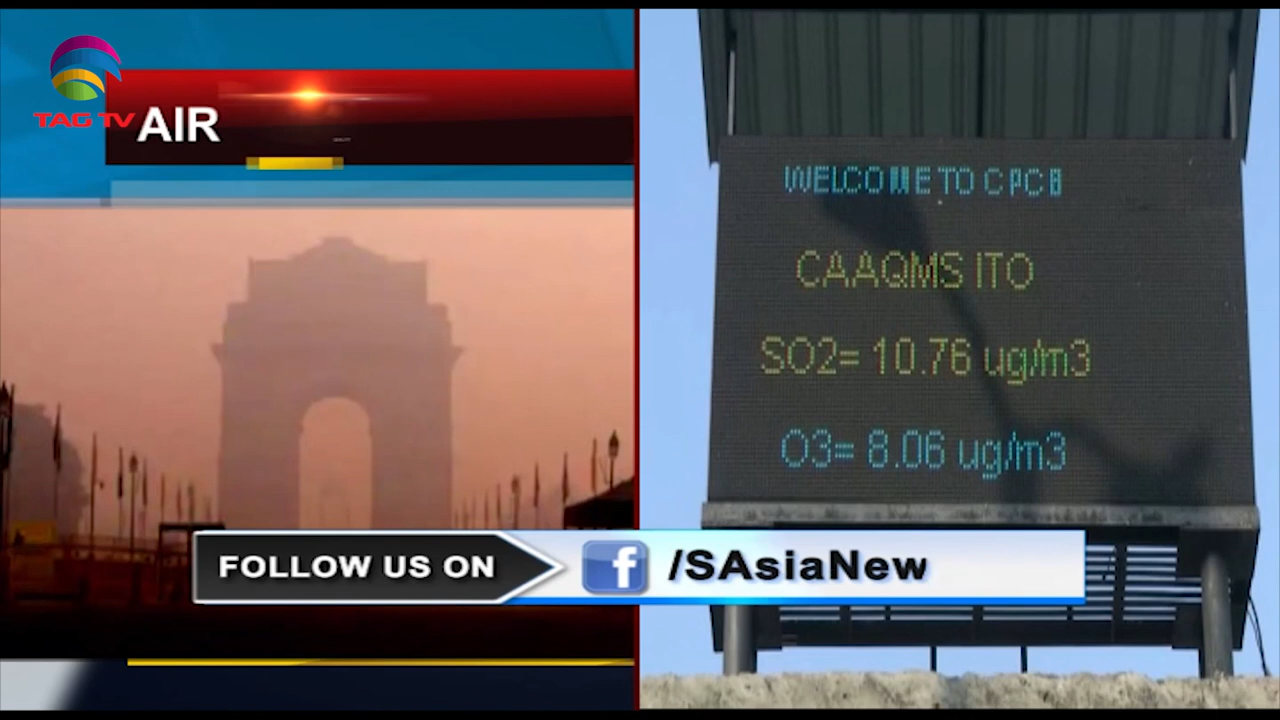 TAG TV
AIR
WELCOME TO CPCB
CAAQMS ITO
SO2= 10.76 ug/m3
O3= 8.06 ug/m3
FOLLOW US ON
f /SAsiaNew